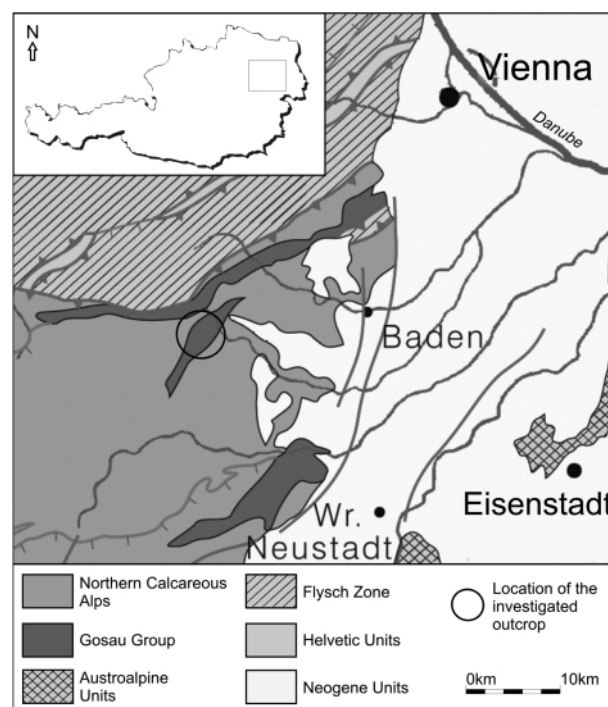 N
Vienna
Danube
Baden
Eisenstadt
Wr.
Neustadt
Northern Calcareous
Alps
Gosau Group
Austroalpine
Units
Flysch Zone
Helvetic Units
Neogene Units
Location of the
investigated
outcrop
0km 10km